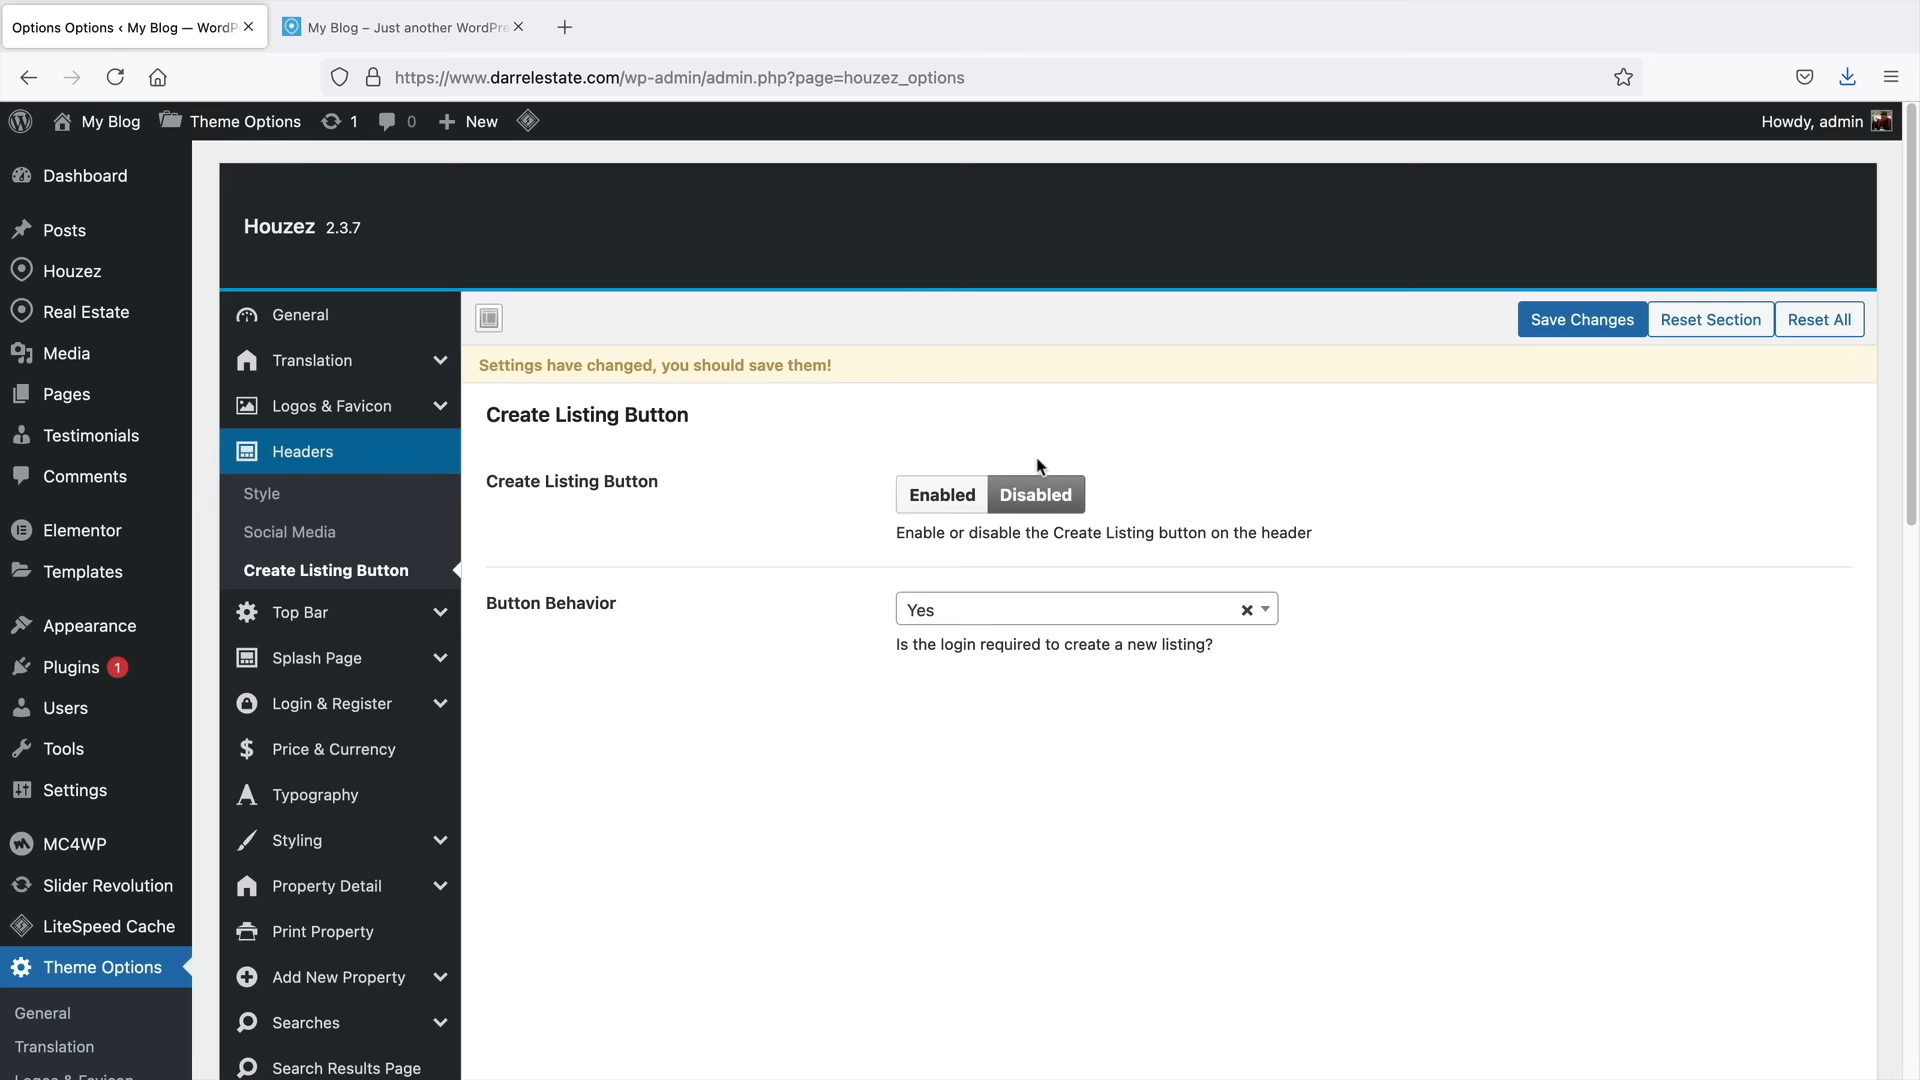 Options Options ‹ My Blog — WordP
My Blog – Just another WordPre
https://www.darrelestate.com/wp-admin/admin.php?page=houzez_options
My Blog
Theme Options
1
0
New
Howdy, admin
Dashboard
Posts
Houzez
Real Estate
Media
Pages
Testimonials
Comments
Elementor
Templates
Appearance
Plugins 1
Users
Tools
Settings
MC4WP
Slider Revolution
LiteSpeed Cache
Theme Options
General
Translation
Logos & Favicon
Houzez 2.3.7
General
Translation
Logos & Favicon
Headers
Style
Social Media
Create Listing Button
Top Bar
Splash Page
Login & Register
Price & Currency
Typography
Styling
Property Detail
Print Property
Add New Property
Searches
Search Results Page
Save Changes
Reset Section
Reset All
Settings have changed, you should save them!
Create Listing Button
Create Listing Button
Enabled
Disabled
Enable or disable the Create Listing button on the header
Button Behavior
Yes
Is the login required to create a new listing?